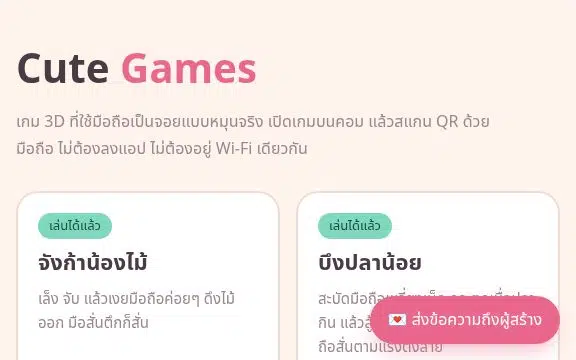 Cute Games
เกม 3D ที่ใช้มือถือเป็นจอยแบบหมุนจริง เปิดเกมบนคอม แล้วสแกน QR ด้วย
มือถือ ไม่ต้องลงแอป ไม่ต้องอยู่ Wi-Fi เดียวกัน
เล่นได้แล้ว
จังก้าน้องไม้
เล็ง จับ แล้วเงยมือถือค่อยๆ ดึงไม้
ออก มือสั่นตึกก็สั่น
เล่นได้แล้ว
บึงปลาน้อย
สะบัดมือถือ
กิน แล้ว
ถือสั่นตามแรงดึงสาย
💌 ส่งข้อความถึงผู้สร้าง